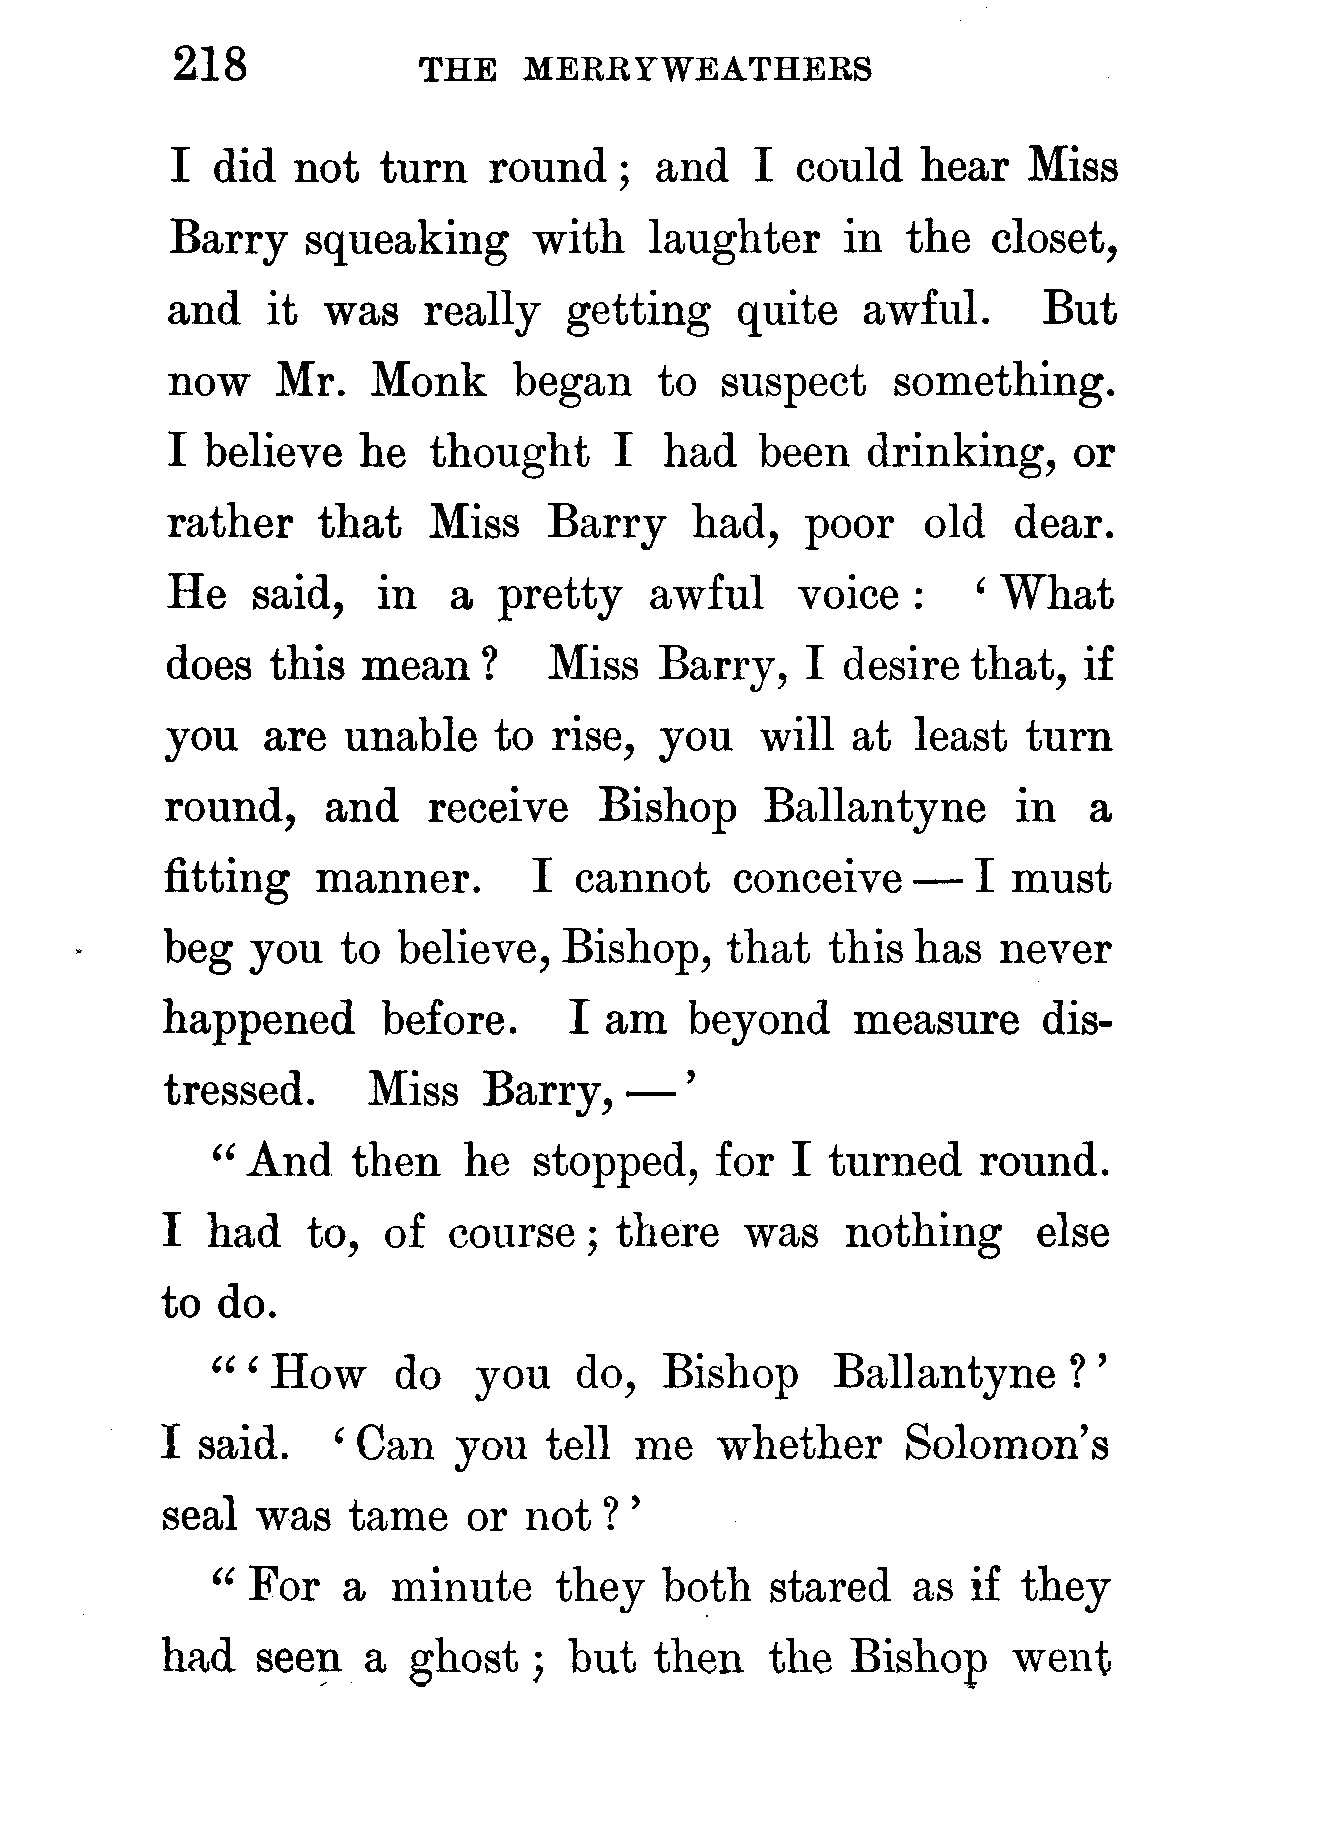 218 THE MERRYWEATHERS
I did not turn round; and I could hear Miss
Barry squeaking with laughter in the closet,
and it was really getting quite awful. But
now Mr. Monk began to suspect something.
I believe he thought I had been drinking, or
rather that Miss Barry had, poor old dear.
He said, in a pretty awful voice: ‘What
does this mean? Miss Barry, I desire that, if
you are unable to rise, you will at least turn
round, and receive Bishop Ballantyne in a
fitting manner. I cannot conceive — I must
beg you to believe, Bishop, that this has never
happened before. I am beyond measure dis-
tressed. Miss Barry, —’
“And then he stopped, for I turned round.
I had to, of course; there was nothing else
to do.
“‘How do you do, Bishop Ballantyne?’
I said. ‘Can you tell me whether Solomon’s
seal was tame or not?’
“For a minute they both stared as if they
had seen a ghost; but then the Bishop went